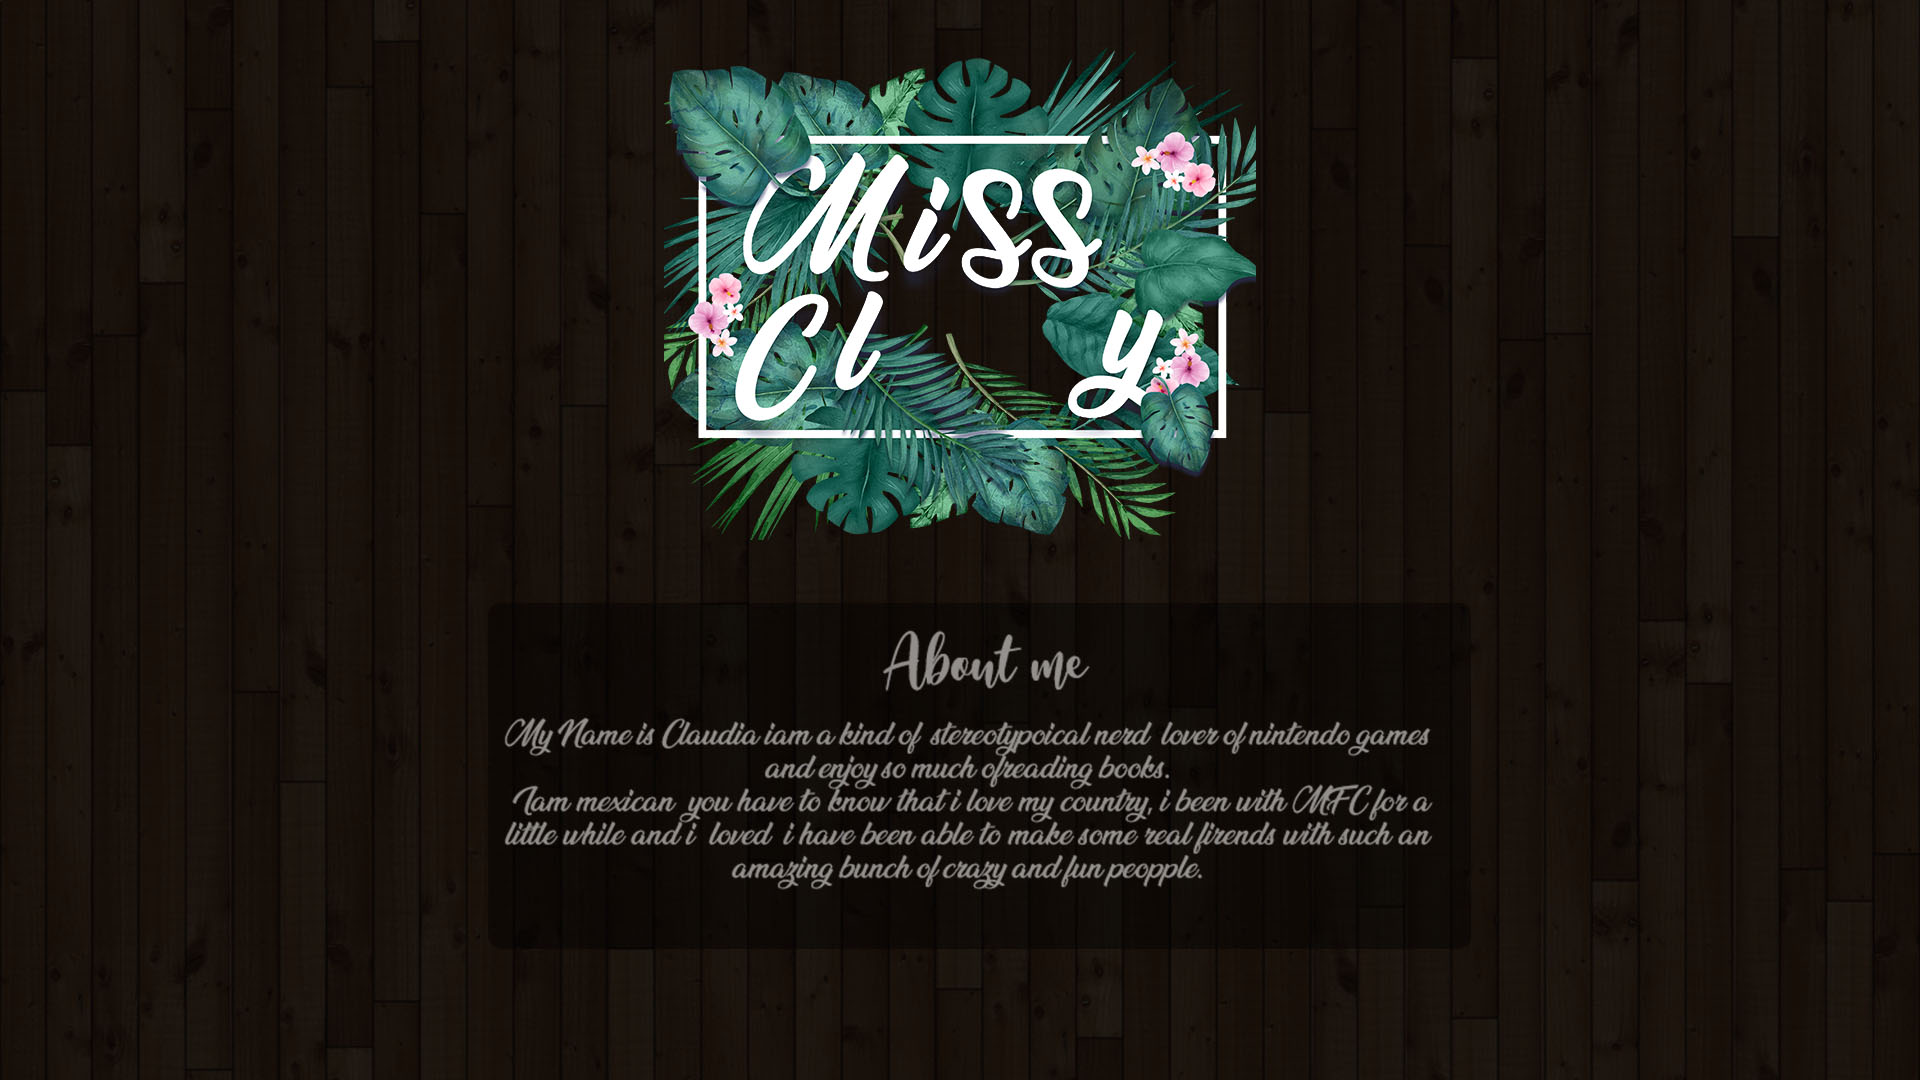 Miss
Cl y
About me
My Name is Claudia iam a kind of stereotypoical nerd lover of nintendo games
and enjoy so much ofreading books.
Iam mexican you have to know that i love my country, i been with MFC for a
little while and i loved i have been able to make some real firends with such an
amazing bunch of crazy and fun peopple.